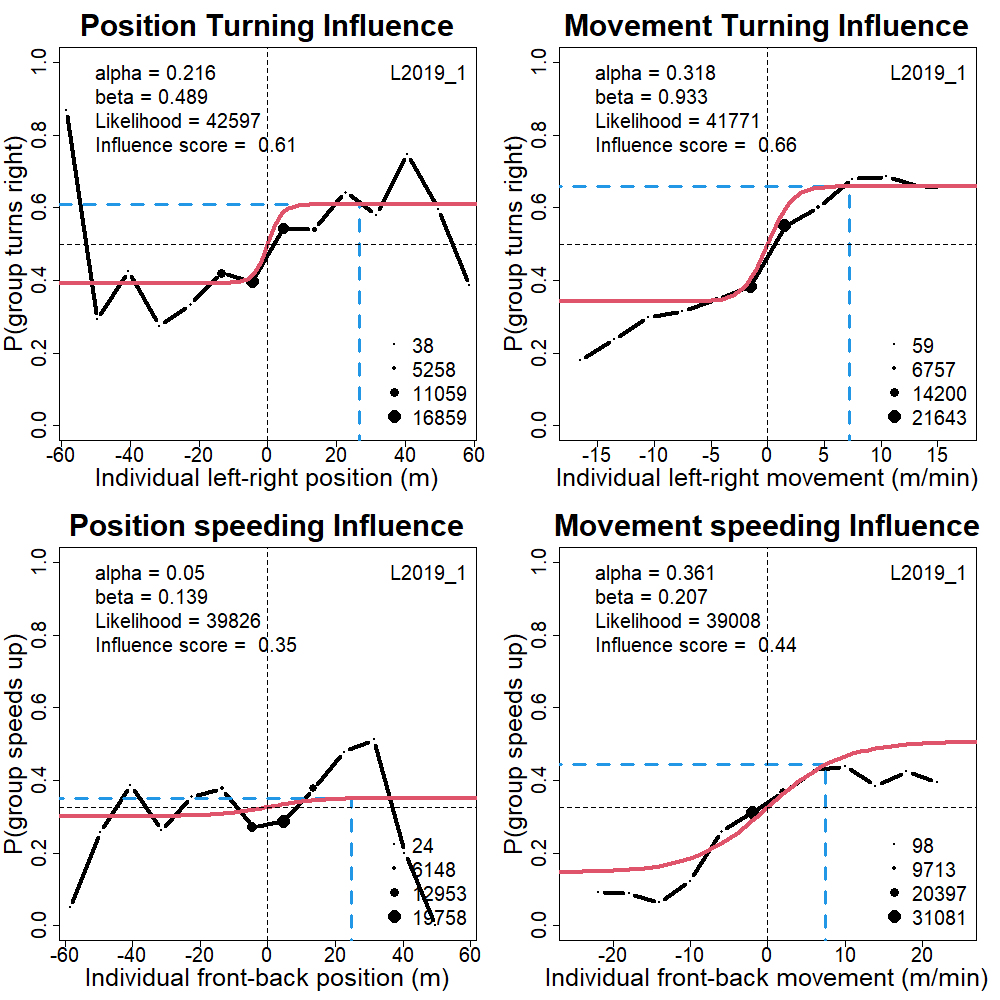 Position Turning Influence
alpha = 0.216
L2019_1
beta = 0.489
Likelihood = 42597
Influence score = 0.61
P(group turns right)
1.0
0.8
0.6
0.4
0.2
0.0
38
5258
11059
16859
-60 -40 -20 0 20 40 60
Individual left-right position (m)
Movement Turning Influence
alpha = 0.318
L2019_1
beta = 0.933
Likelihood = 41771
Influence score = 0.66
P(group turns right)
1.0
0.8
0.6
0.4
0.2
0.0
59
6757
14200
21643
-15 -10 -5 0 5 10 15
Individual left-right movement (m/min)
Position speeding Influence
alpha = 0.05
L2019_1
beta = 0.139
Likelihood = 39826
Influence score = 0.35
P(group speeds up)
1.0
0.8
0.6
0.4
0.2
0.0
24
6148
12953
19758
-60 -40 -20 0 20 40 60
Individual front-back position (m)
Movement speeding Influence
alpha = 0.361
L2019_1
beta = 0.207
Likelihood = 39008
Influence score = 0.44
P(group speeds up)
1.0
0.8
0.6
0.4
0.2
0.0
98
9713
20397
31081
-20 -10 0 10 20
Individual front-back movement (m/min)